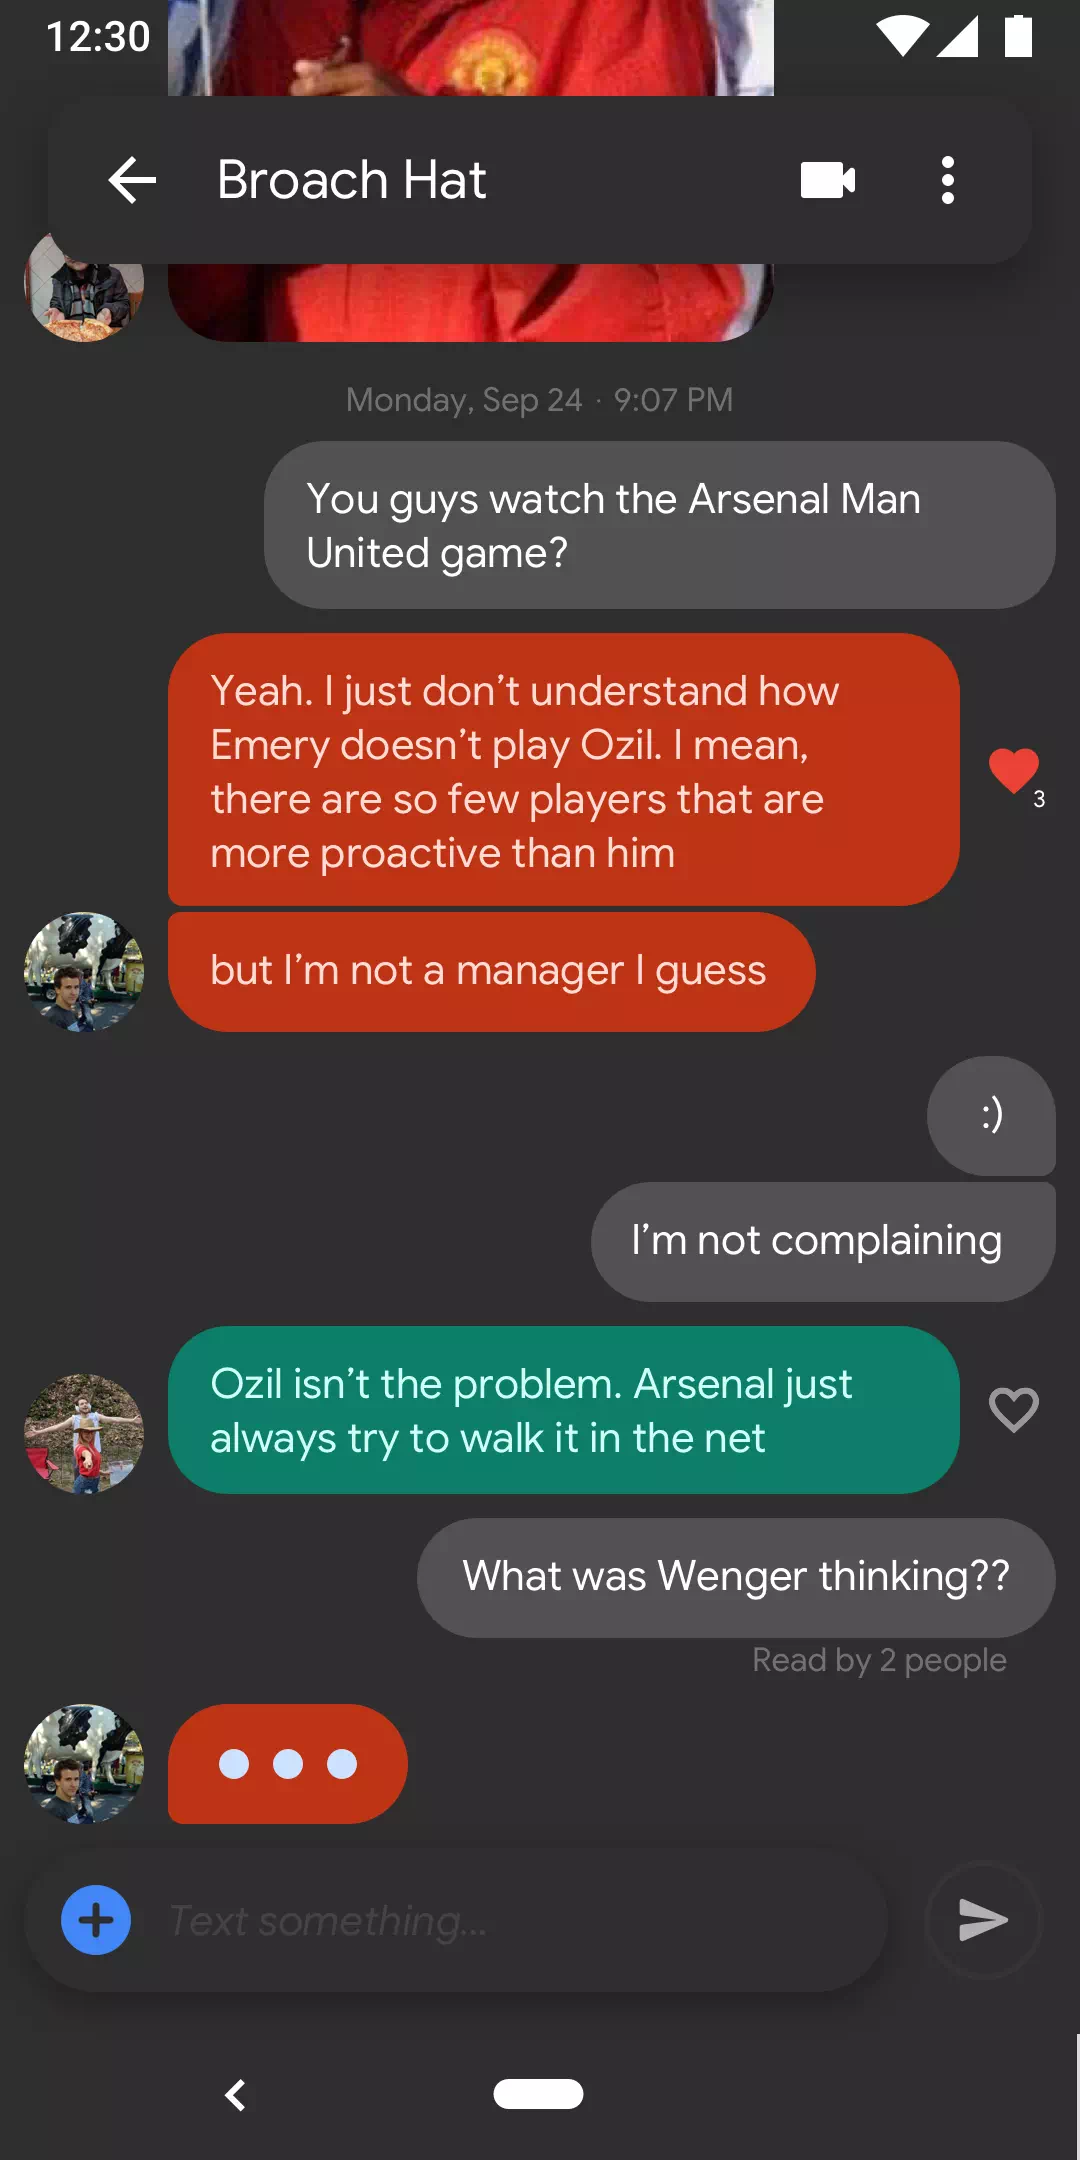 12:30
Broach Hat
Monday, Sep 24 · 9:07 PM
You guys watch the Arsenal Man
United game?
Yeah. I just don’t understand how
Emery doesn’t play Ozil. I mean,
there are so few players that are
more proactive than him
3
but I’m not a manager I guess
:)
I’m not complaining
Ozil isn’t the problem. Arsenal just
always try to walk it in the net
What was Wenger thinking??
Read by 2 people
Text something...